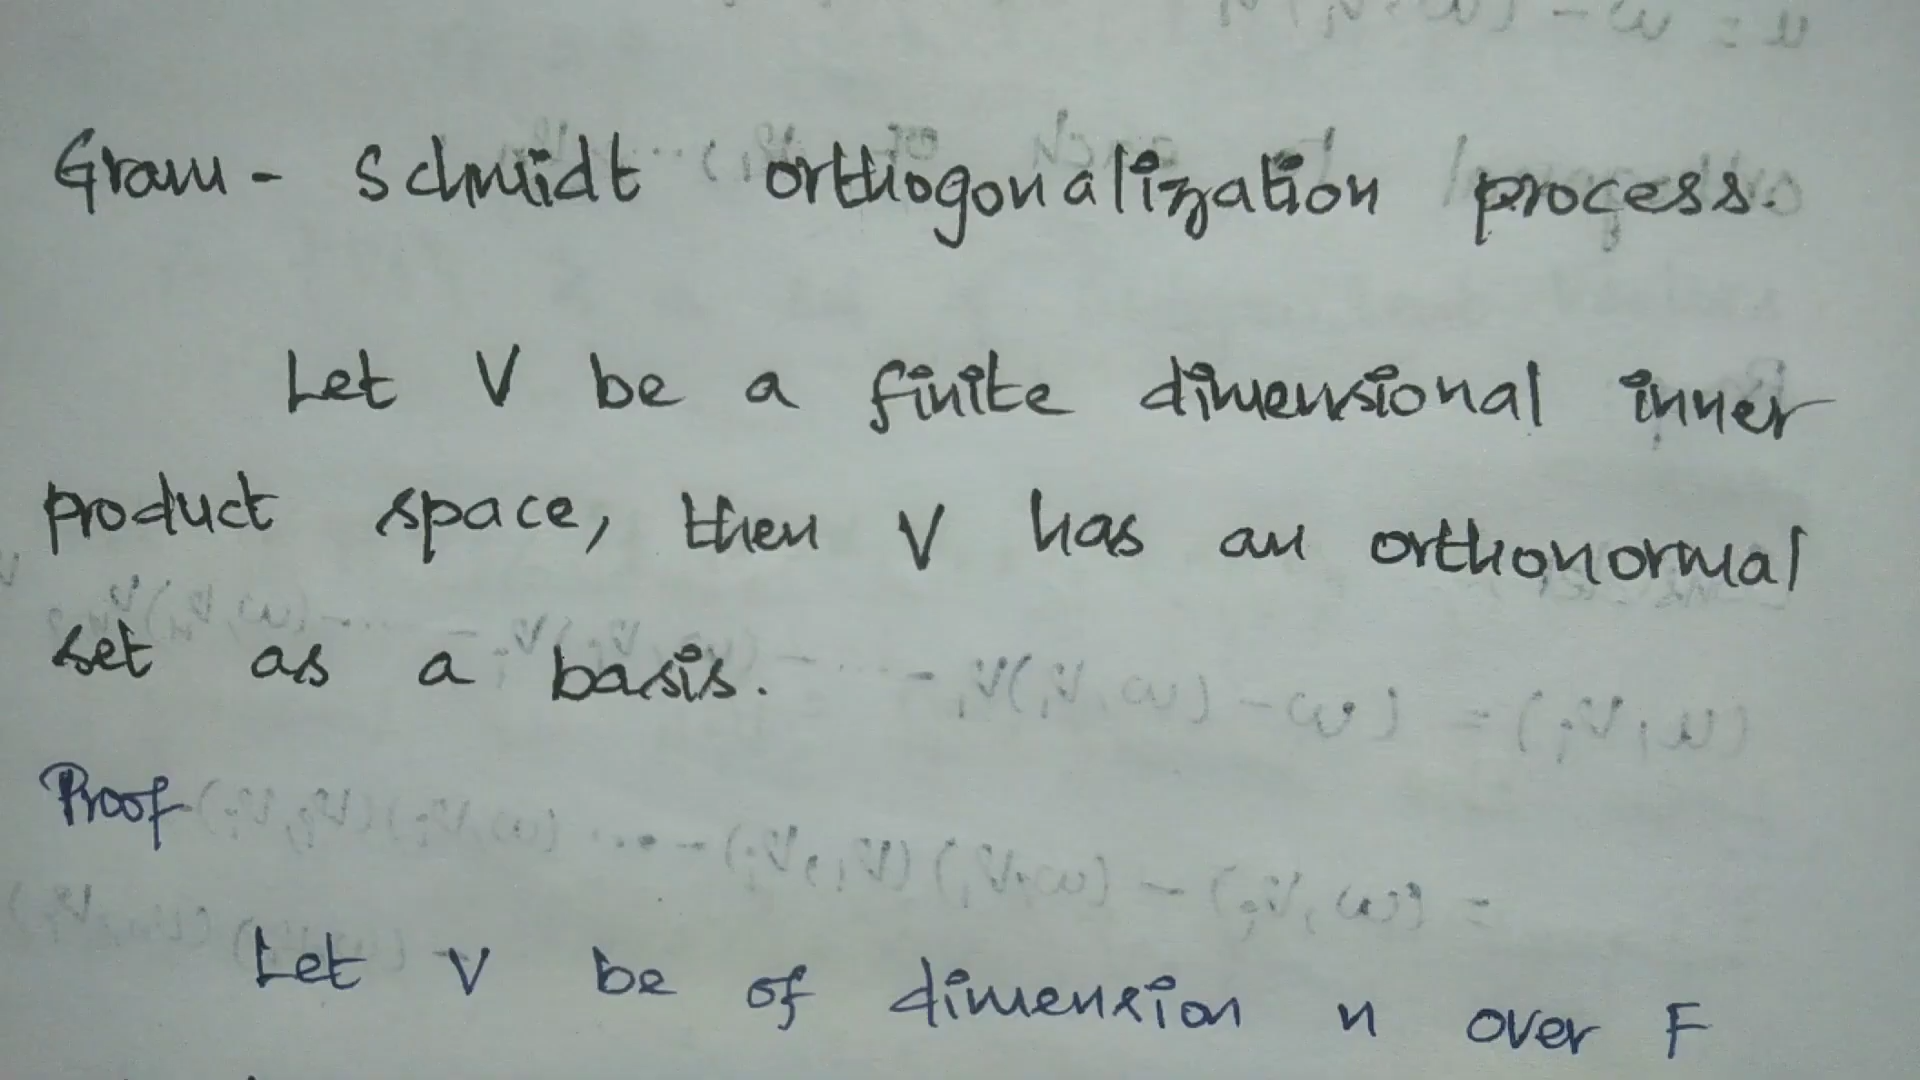 Gram - Schmidt orthogonalization process.
Let V be a finite dimensional inner
product space, then V has an orthonormal
set as a basis.
Proof
Let V be of dimension n over F